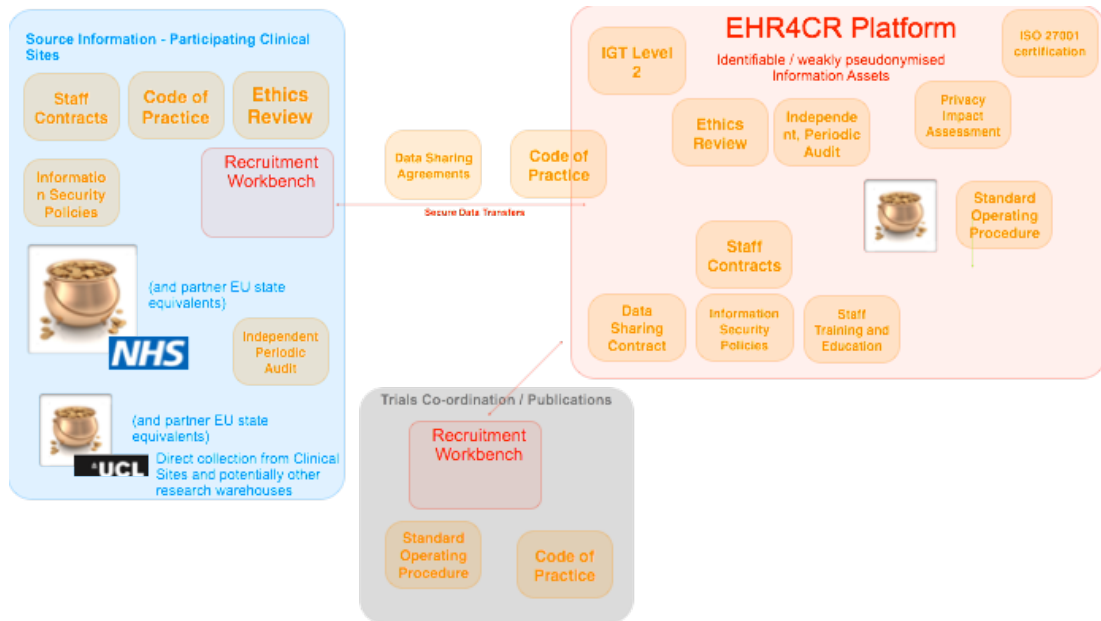 Source Information - Participating Clinical
Sites
Staff
Contracts
Code of
Practice
Ethics
Review
Informatio
n Security
Policies
Recruitment
Workbench
(and partner EU state
equivalents)
NHS
Independent
Periodic
Audit
(and partner EU state
equivalents)
UCL
Direct collection from Clinical
Sites and potentially other
research warehouses
Data Sharing
Agreements
Code of
Practice
Secure Data Transfers
EHR4CR Platform
Identifiable / weakly pseudonymised
Information Assets
IGT Level
2
ISO 27001
certification
Ethics
Review
Independe
nt, Periodic
Audit
Privacy
Impact
Assessment
Standard
Operating
Procedure
Staff
Contracts
Data
Sharing
Contract
Information
Security
Policies
Staff
Training and
Education
Trials Co-ordination / Publications
Recruitment
Workbench
Standard
Operating
Procedure
Code of
Practice